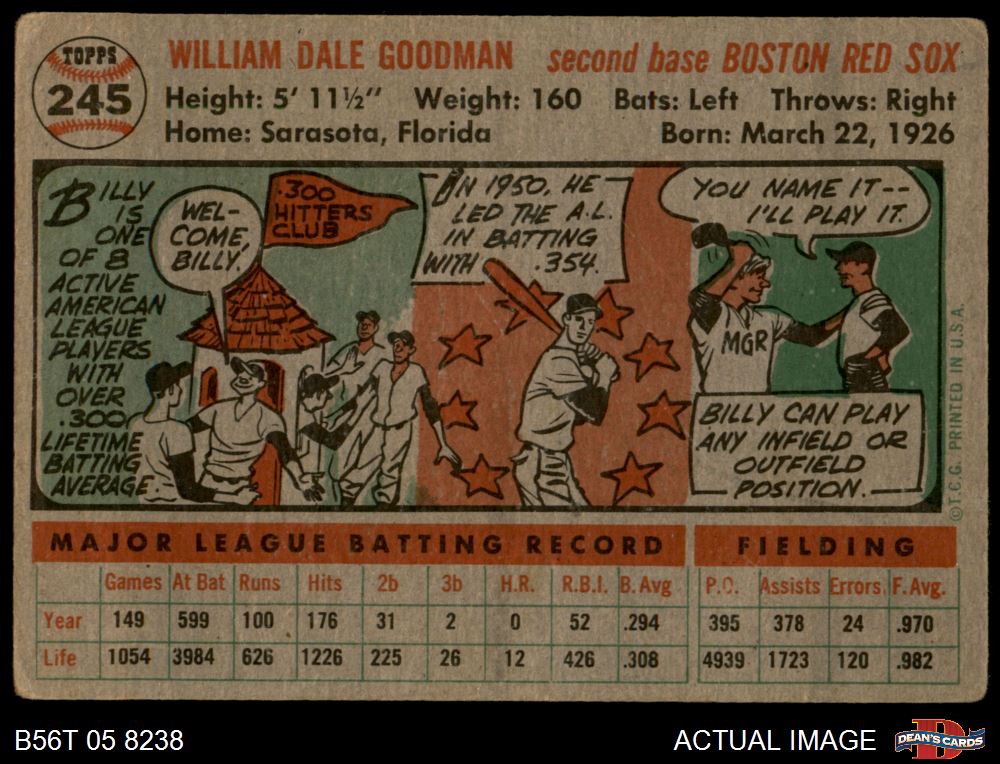 TOPPS
245
WILLIAM DALE GOODMAN second base BOSTON RED SOX
Height: 5' 11½" Weight: 160 Bats: Left Throws: Right
Home: Sarasota, Florida Born: March 22, 1926
BILLY
IS
ONE
OF 8
ACTIVE
AMERICAN
LEAGUE
PLAYERS
WITH
OVER
.300
LIFETIME
BATTING
AVERAGE.
WEL-
COME,
BILLY.
.300
HITTERS
CLUB
IN 1950, HE
LED THE A.L.
IN BATTING
WITH .354.
YOU NAME IT--
I'LL PLAY IT.
MGR
BILLY CAN PLAY
ANY INFIELD OR
OUTFIELD
POSITION.
©T.C.G. PRINTED IN U.S.A.
MAJOR LEAGUE BATTING RECORD FIELDING
Games At Bat Runs Hits 2b 3b H.R. R.B.I. B. Avg P.O. Assists Errors F. Avg.
Year 149 599 100 176 31 2 0 52 .294 395 378 24 .970
Life 1054 3984 626 1226 225 26 12 426 .308 4939 1723 120 .982
B56T 05 8238
ACTUAL IMAGE
DEAN'S CARDS